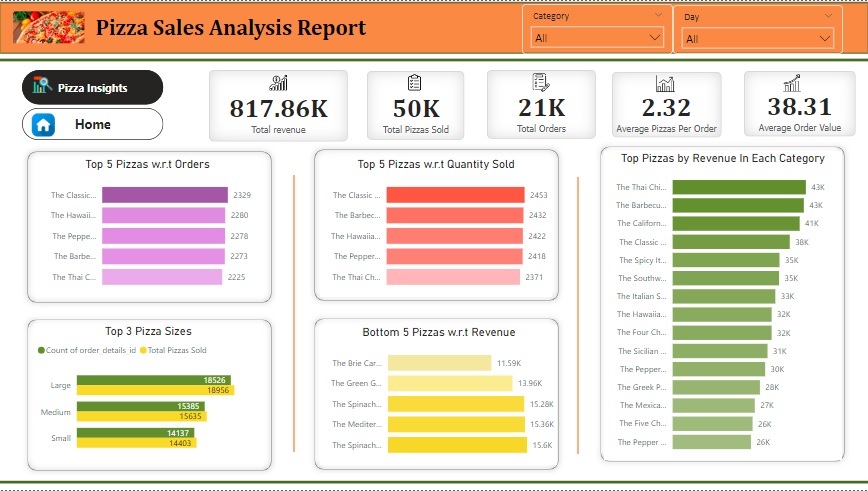 Pizza Sales Analysis Report
Category
All
Day
All
Pizza Insights
Home
817.86K
Total revenue
50K
Total Pizzas Sold
21K
Total Orders
2.32
Average Pizzas Per Order
38.31
Average Order Value
Top 5 Pizzas w.r.t Orders
The Classic... 2329
The Hawaii... 2280
The Peppe... 2278
The Barbe... 2273
The Thai C... 2225
Top 5 Pizzas w.r.t Quantity Sold
The Classic ... 2453
The Barbec... 2432
The Hawaiia... 2422
The Pepper... 2418
The Thai Ch... 2371
Top Pizzas by Revenue In Each Category
The Thai Chi... 43K
The Barbecu... 43K
The Californ... 41K
The Classic ... 38K
The Spicy It... 35K
The Southw... 35K
The Italian S... 33K
The Hawaiia... 32K
The Four Ch... 32K
The Sicilian ... 31K
The Pepper... 30K
The Greek P... 28K
The Mexica... 27K
The Five Ch... 26K
The Pepper ... 26K
Top 3 Pizza Sizes
Count of order_details_id Total Pizzas Sold
Large 18526
18956
Medium 15385
15635
Small 14137
14403
Bottom 5 Pizzas w.r.t Revenue
The Brie Car... 11.59K
The Green G... 13.96K
The Spinach... 15.28K
The Mediter... 15.36K
The Spinach... 15.6K